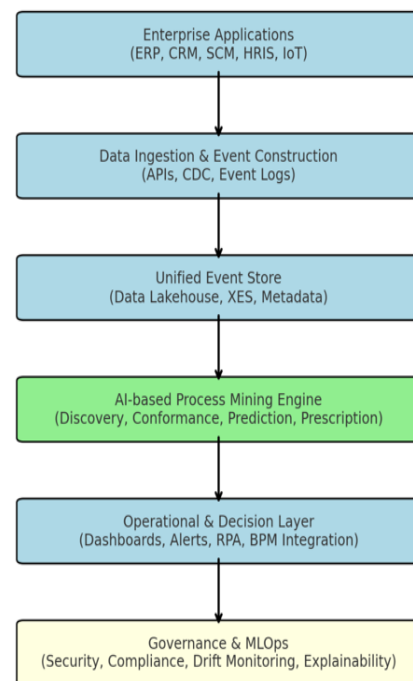 Enterprise Applications
(ERP, CRM, SCM, HRIS, IoT)
Data Ingestion & Event Construction
(APIs, CDC, Event Logs)
Unified Event Store
(Data Lakehouse, XES, Metadata)
AI-based Process Mining Engine
(Discovery, Conformance, Prediction, Prescription)
Operational & Decision Layer
(Dashboards, Alerts, RPA, BPM Integration)
Governance & MLOps
(Security, Compliance, Drift Monitoring, Explainability)